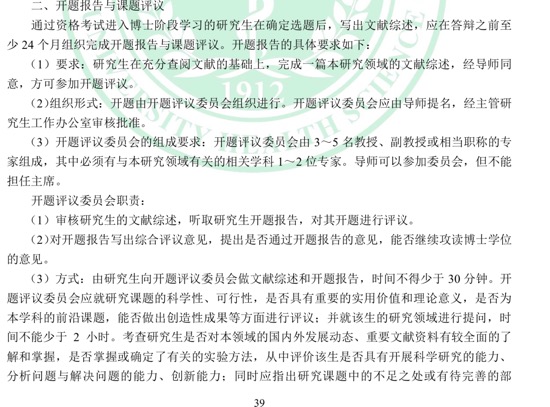 二、开题报告与课题评议
通过资格考试进入博士阶段学习的研究生在确定选题后，写出文献综述，应在答辩之前至
少 24 个月组织完成开题报告与课题评议。开题报告的具体要求如下：
（1）要求：研究生在充分查阅文献的基础上，完成一篇本研究领域的文献综述，经导师同
意，方可参加开题评议。
（2）组织形式：开题由开题评议委员会组织进行。开题评议委员会应由导师提名，经主管研
究生工作办公室审核批准。
（3）开题评议委员会的组成要求：开题评议委员会由 3～5 名教授、副教授或相当职称的专
家组成，其中必须有与本研究领域有关的相关学科 1～2 位专家。导师可以参加委员会，但不能
担任主席。
开题评议委员会职责：
（1）审核研究生的文献综述，听取研究生开题报告，对其开题进行评议。
（2）对开题报告写出综合评议意见，提出是否通过开题报告的意见，能否继续攻读博士学位
的意见。
（3）方式：由研究生向开题评议委员会做文献综述和开题报告，时间不得少于 30 分钟。开
题评议委员会应就研究课题的科学性、可行性，是否具有重要的实用价值和理论意义，是否为
本学科的前沿课题，能否做出创造性成果等方面进行评议；并就该生的研究领域进行提问，时
间不能少于 2 小时。考查研究生是否对本领域的国内外发展动态、重要文献资料有较全面的了
解和掌握，是否掌握或确定了有关的实验方法，从中评价该生是否具有开展科学研究的能力、
分析问题与解决问题的能力、创新能力；同时应指出研究课题中的不足之处或有待完善的部
39
1912
UNIVERSITY HEALTH SCIENCE